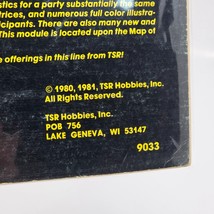 stics for a party substantially the same
trices, and numerous full color illustra-
icipants. There are also many new and
This module is located upon the Map of
e offerings in this line from TSR!
© 1980, 1981, TSR Hobbies, Inc.
All Rights Reserved.
TSR Hobbies, Inc.
POB 756
LAKE GENEVA, WI 53147
9033